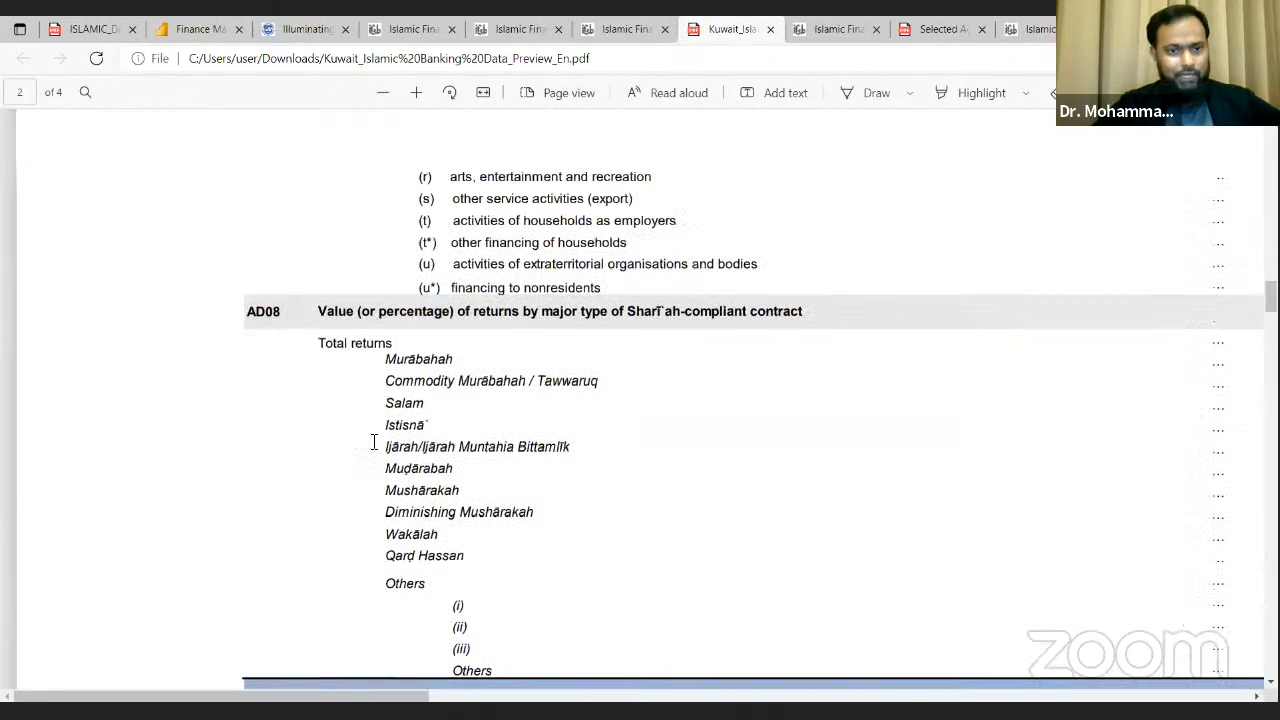 ISLAMIC_D
Finance Ma
Illuminating
Islamic Fina
Islamic Fina
Islamic Fina
Kuwait_Isla
Islamic Fina
Selected Ag
Islamic
File C:/Users/user/Downloads/Kuwait_Islamic%20Banking%20Data_Preview_En.pdf
2 of 4
Page view
Read aloud
Add text
Draw
Highlight
Dr. Mohamma...
(r) arts, entertainment and recreation ..
(s) other service activities (export) ...
(t) activities of households as employers ...
(t*) other financing of households ...
(u) activities of extraterritorial organisations and bodies ...
(u*) financing to nonresidents ...
AD08 Value (or percentage) of returns by major type of Sharī`ah-compliant contract ..
Total returns ...
Murābahah ...
Commodity Murābahah / Tawwaruq ...
Salam ...
Istisnā` ...
Ijārah/Ijārah Muntahia Bittamlīk ...
Muḍārabah ...
Mushārakah ...
Diminishing Mushārakah ...
Wakālah ...
Qarḍ Hassan ..
Others ...
(i) ...
(ii) ...
(iii) ...
Others ...
zoom